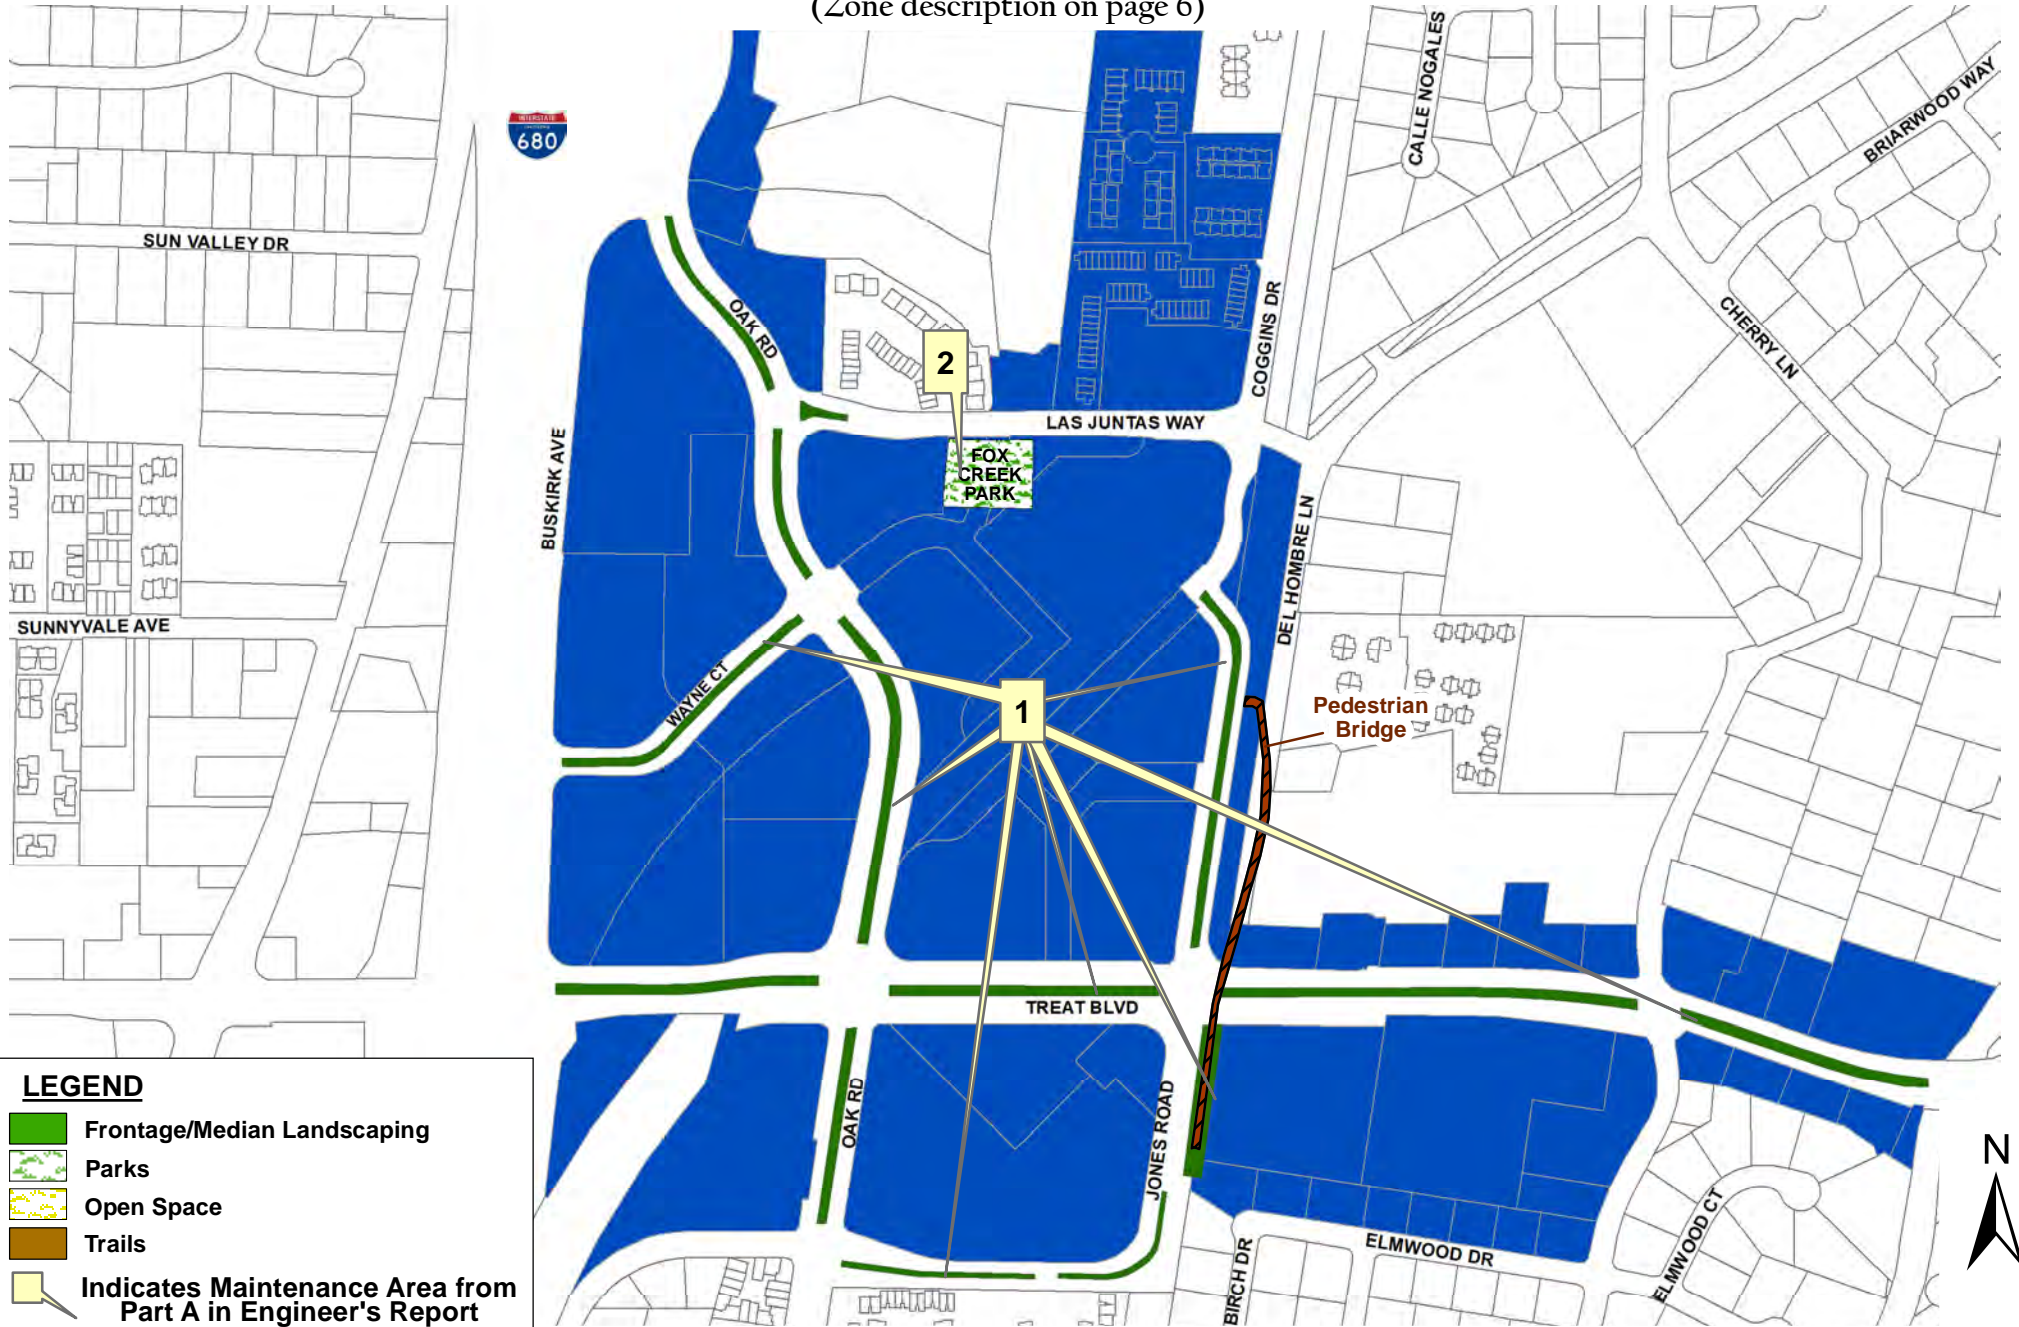 (Zone description on page 6)
CALLE NOGALES
BRIARWOOD WAY
INTERSTATE
680
SUN VALLEY DR
OAK RD
COGGINS DR
CHERRY LN
2
LAS JUNTAS WAY
BUSKIRK AVE
FOX
CREEK
PARK
DEL HOMBRE LN
SUNNYVALE AVE
WAYNE CT
1
Pedestrian
Bridge
TREAT BLVD
OAK RD
JONES ROAD
ELMWOOD DR
ELMWOOD CT
BIRCH DR
N
LEGEND
Frontage/Median Landscaping
Parks
Open Space
Trails
Indicates Maintenance Area from
Part A in Engineer's Report